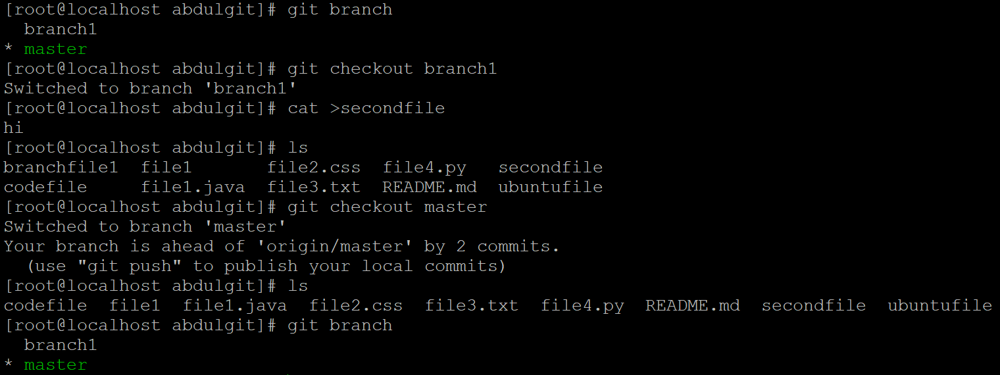 [root@localhost abdulgit]# git branch
  branch1
* master
[root@localhost abdulgit]# git checkout branch1
Switched to branch 'branch1'
[root@localhost abdulgit]# cat >secondfile
hi
[root@localhost abdulgit]# ls
branchfile1  file1       file2.css  file4.py   secondfile
codefile     file1.java  file3.txt  README.md  ubuntufile
[root@localhost abdulgit]# git checkout master
Switched to branch 'master'
Your branch is ahead of 'origin/master' by 2 commits.
  (use "git push" to publish your local commits)
[root@localhost abdulgit]# ls
codefile  file1  file1.java  file2.css  file3.txt  file4.py  README.md  secondfile  ubuntufile
[root@localhost abdulgit]# git branch
  branch1
* master